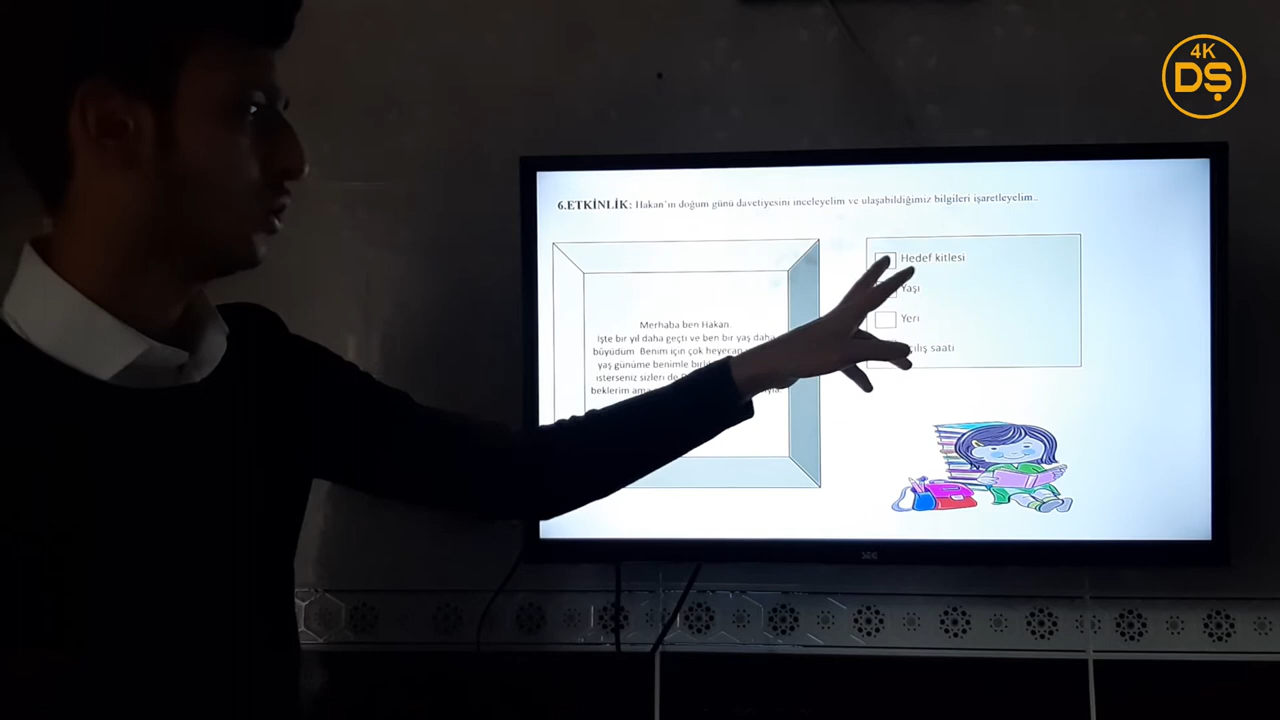 4K
DŞ
6.ETKİNLİK: Hakan'ın doğum günü davetiyesini inceleyelim ve ulaşabildiğimiz bilgileri işaretleyelim..
Merhaba ben Hakan.
İşte bir yıl daha geçti ve ben bir yaş daha
büyüdüm Benim için çok heyecan
yaş günüme benimle
isterseniz sizleri de
beklerim ama
Hedef kitlesi
Yaşı
Yeri
saati